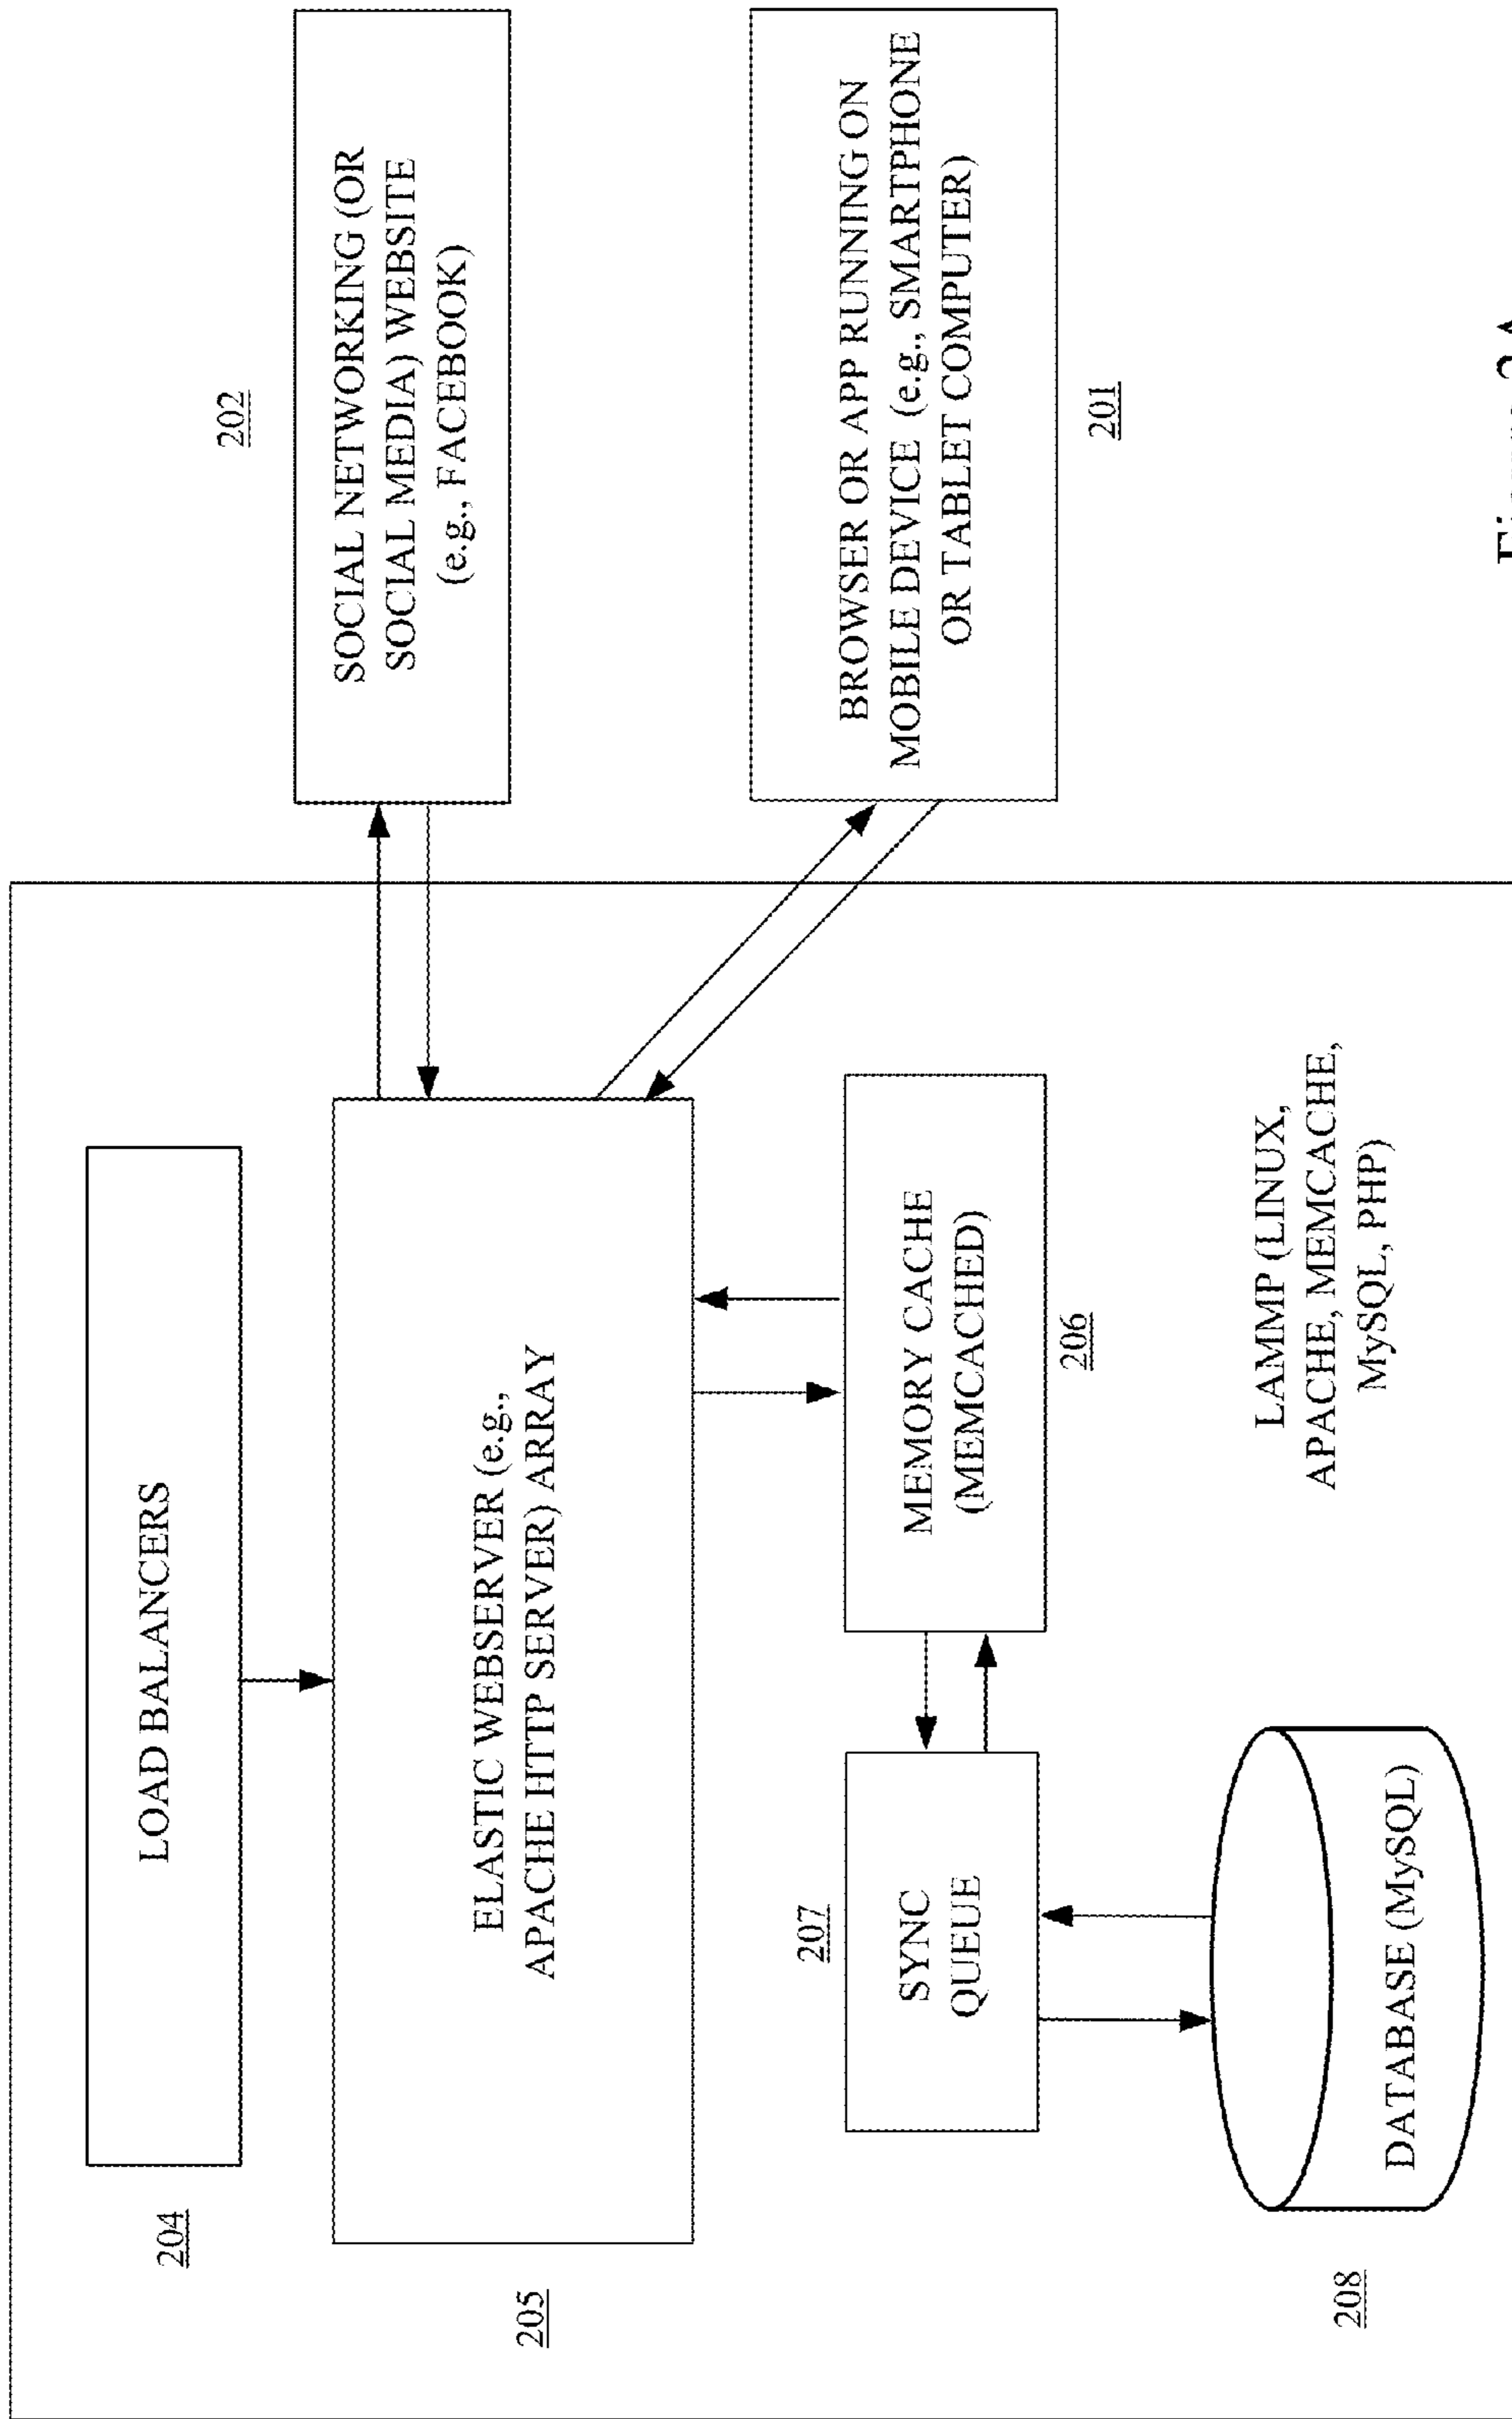 204
LOAD BALANCERS
202
SOCIAL NETWORKING (OR
SOCIAL MEDIA) WEBSITE
(e.g., FACEBOOK)
205
ELASTIC WEBSERVER (e.g.,
APACHE HTTP SERVER) ARRAY
207
SYNC
QUEUE
MEMORY CACHE
(MEMCACHED)
206
BROWSER OR APP RUNNING ON
MOBILE DEVICE (e.g., SMARTPHONE
OR TABLET COMPUTER)
201
208
DATABASE (MySQL)
LAMMP (LINUX,
APACHE, MEMCACHE,
MySQL, PHP)
Figure